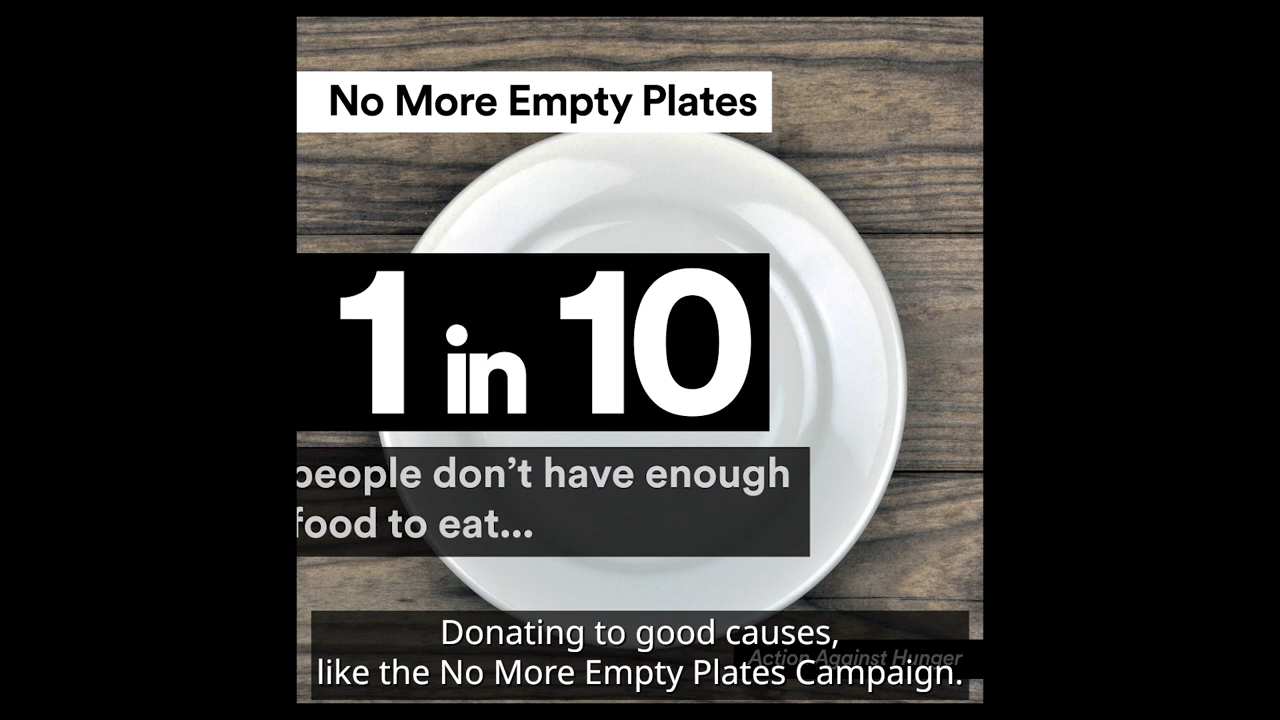 No More Empty Plates
1 in 10
people don’t have enough
food to eat...
Action Against Hunger
Donating to good causes,
like the No More Empty Plates Campaign.